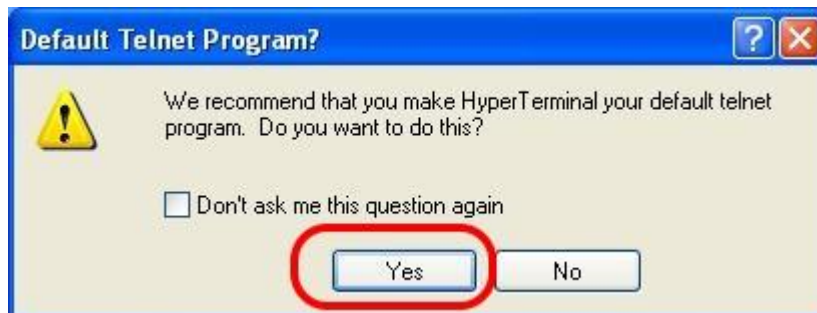 Default Telnet Program?
We recommend that you make HyperTerminal your default telnet
program. Do you want to do this?
Don't ask me this question again
Yes No